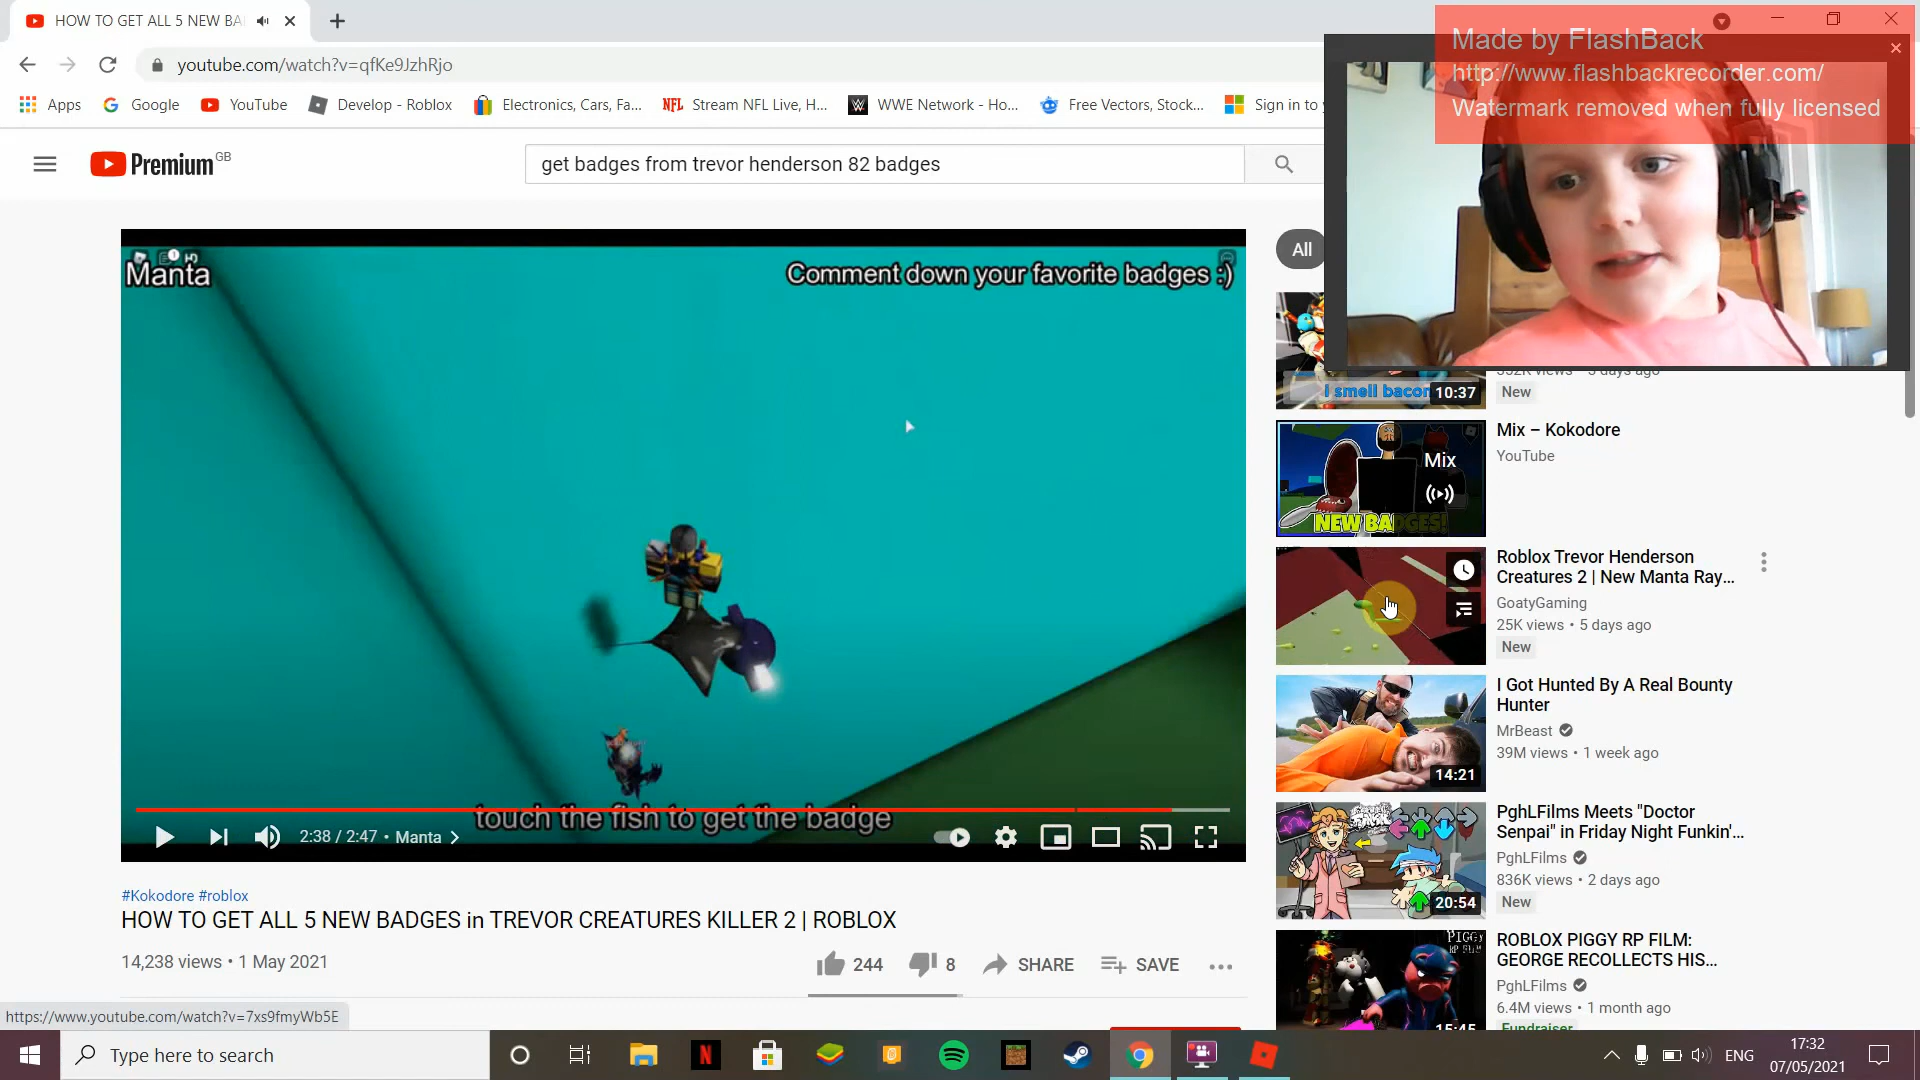 HOW TO GET ALL 5 NEW BA
youtube.com/watch?v=qfKe9JzhRjo
Apps Google YouTube Develop - Roblox Electronics, Cars, Fa... NFL Stream NFL Live, H... WWE Network - Ho... Free Vectors, Stock... Sign in to
Made by FlashBack
http://www.flashbackrecorder.com/
Watermark removed when fully licensed
Premium GB
get badges from trevor henderson 82 badges
Manta
Comment down your favorite badges :)
touch the fish to get the badge
2:38 / 2:47 • Manta
#Kokodore #roblox
HOW TO GET ALL 5 NEW BADGES in TREVOR CREATURES KILLER 2 | ROBLOX
14,238 views • 1 May 2021
244 8 SHARE SAVE
All
I smell bacon 10:37
New
Mix
NEW BADGES!
Mix – Kokodore
YouTube
Roblox Trevor Henderson
Creatures 2 | New Manta Ray...
GoatyGaming
25K views • 5 days ago
New
14:21
I Got Hunted By A Real Bounty
Hunter
MrBeast
39M views • 1 week ago
20:54
PghLFilms Meets "Doctor
Senpai" in Friday Night Funkin'...
PghLFilms
836K views • 2 days ago
New
PIGGY
RP FILM
15:45
ROBLOX PIGGY RP FILM:
GEORGE RECOLLECTS HIS...
PghLFilms
6.4M views • 1 month ago
Fundraiser
https://www.youtube.com/watch?v=7xs9fmyWb5E
Type here to search
ENG
17:32
07/05/2021